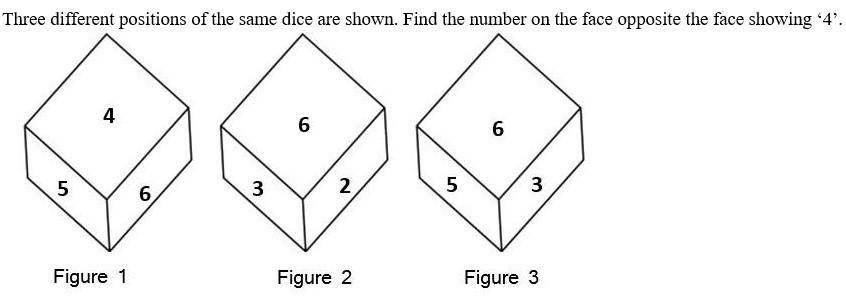 Three different positions of the same dice are shown. Find the number on the face opposite the face showing ‘4’.
4
5
6
6
3
2
6
5
3
Figure 1
Figure 2
Figure 3